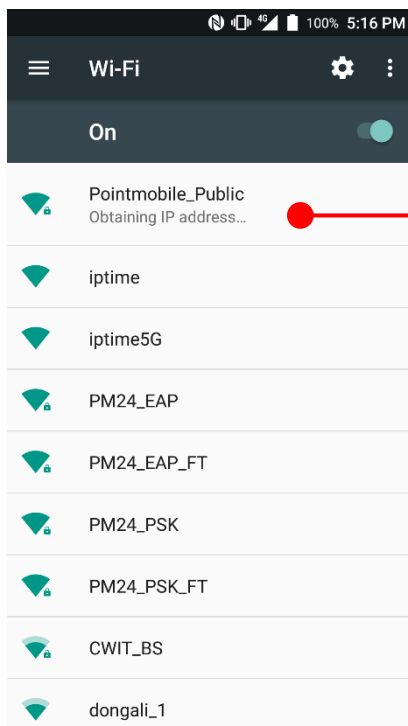 4G 100% 5:16 PM
Wi-Fi
On
Pointmobile_Public
Obtaining IP address...
iptime
iptime5G
PM24_EAP
PM24_EAP_FT
PM24_PSK
PM24_PSK_FT
CWIT_BS
dongali_1